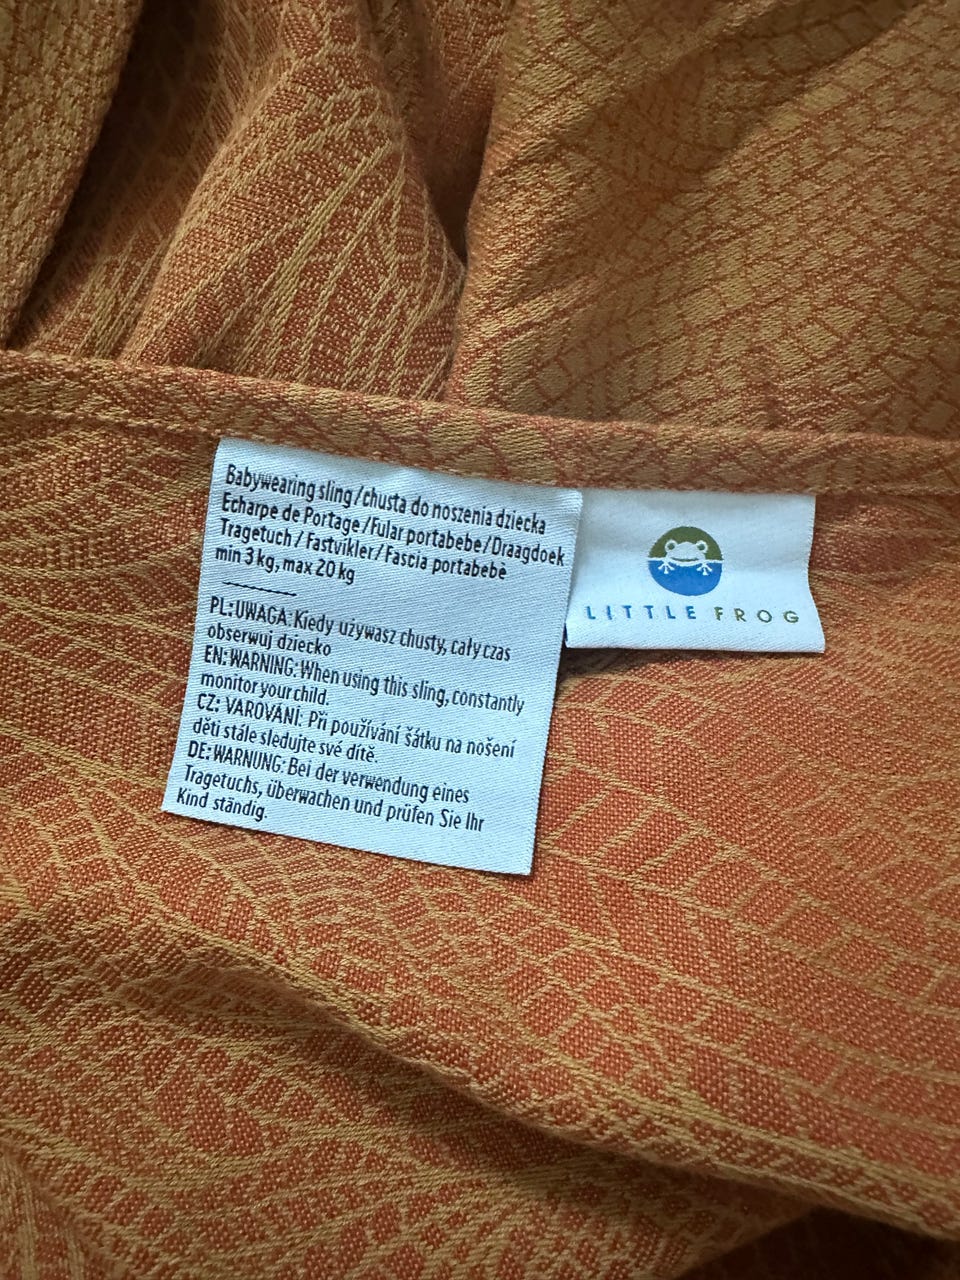 Babywearing sling / chusta do noszenia dziecka
Echarpe de Portage / Fular portabebe / Draagdoek
Tragetuch / Fastvikler / Fascia portabebè
min 3 kg, max 20 kg
PL: UWAGA: Kiedy używasz chusty, cały czas
obserwuj dziecko
EN: WARNING: When using this sling, constantly
monitor your child.
CZ: VAROVÁNÍ: Při používání šátku na nošení
děti stále sledujte své dítě.
DE: WARNUNG: Bei der verwendung eines
Tragetuchs, überwachen und prüfen Sie Ihr
Kind ständig.
LITTLE FROG